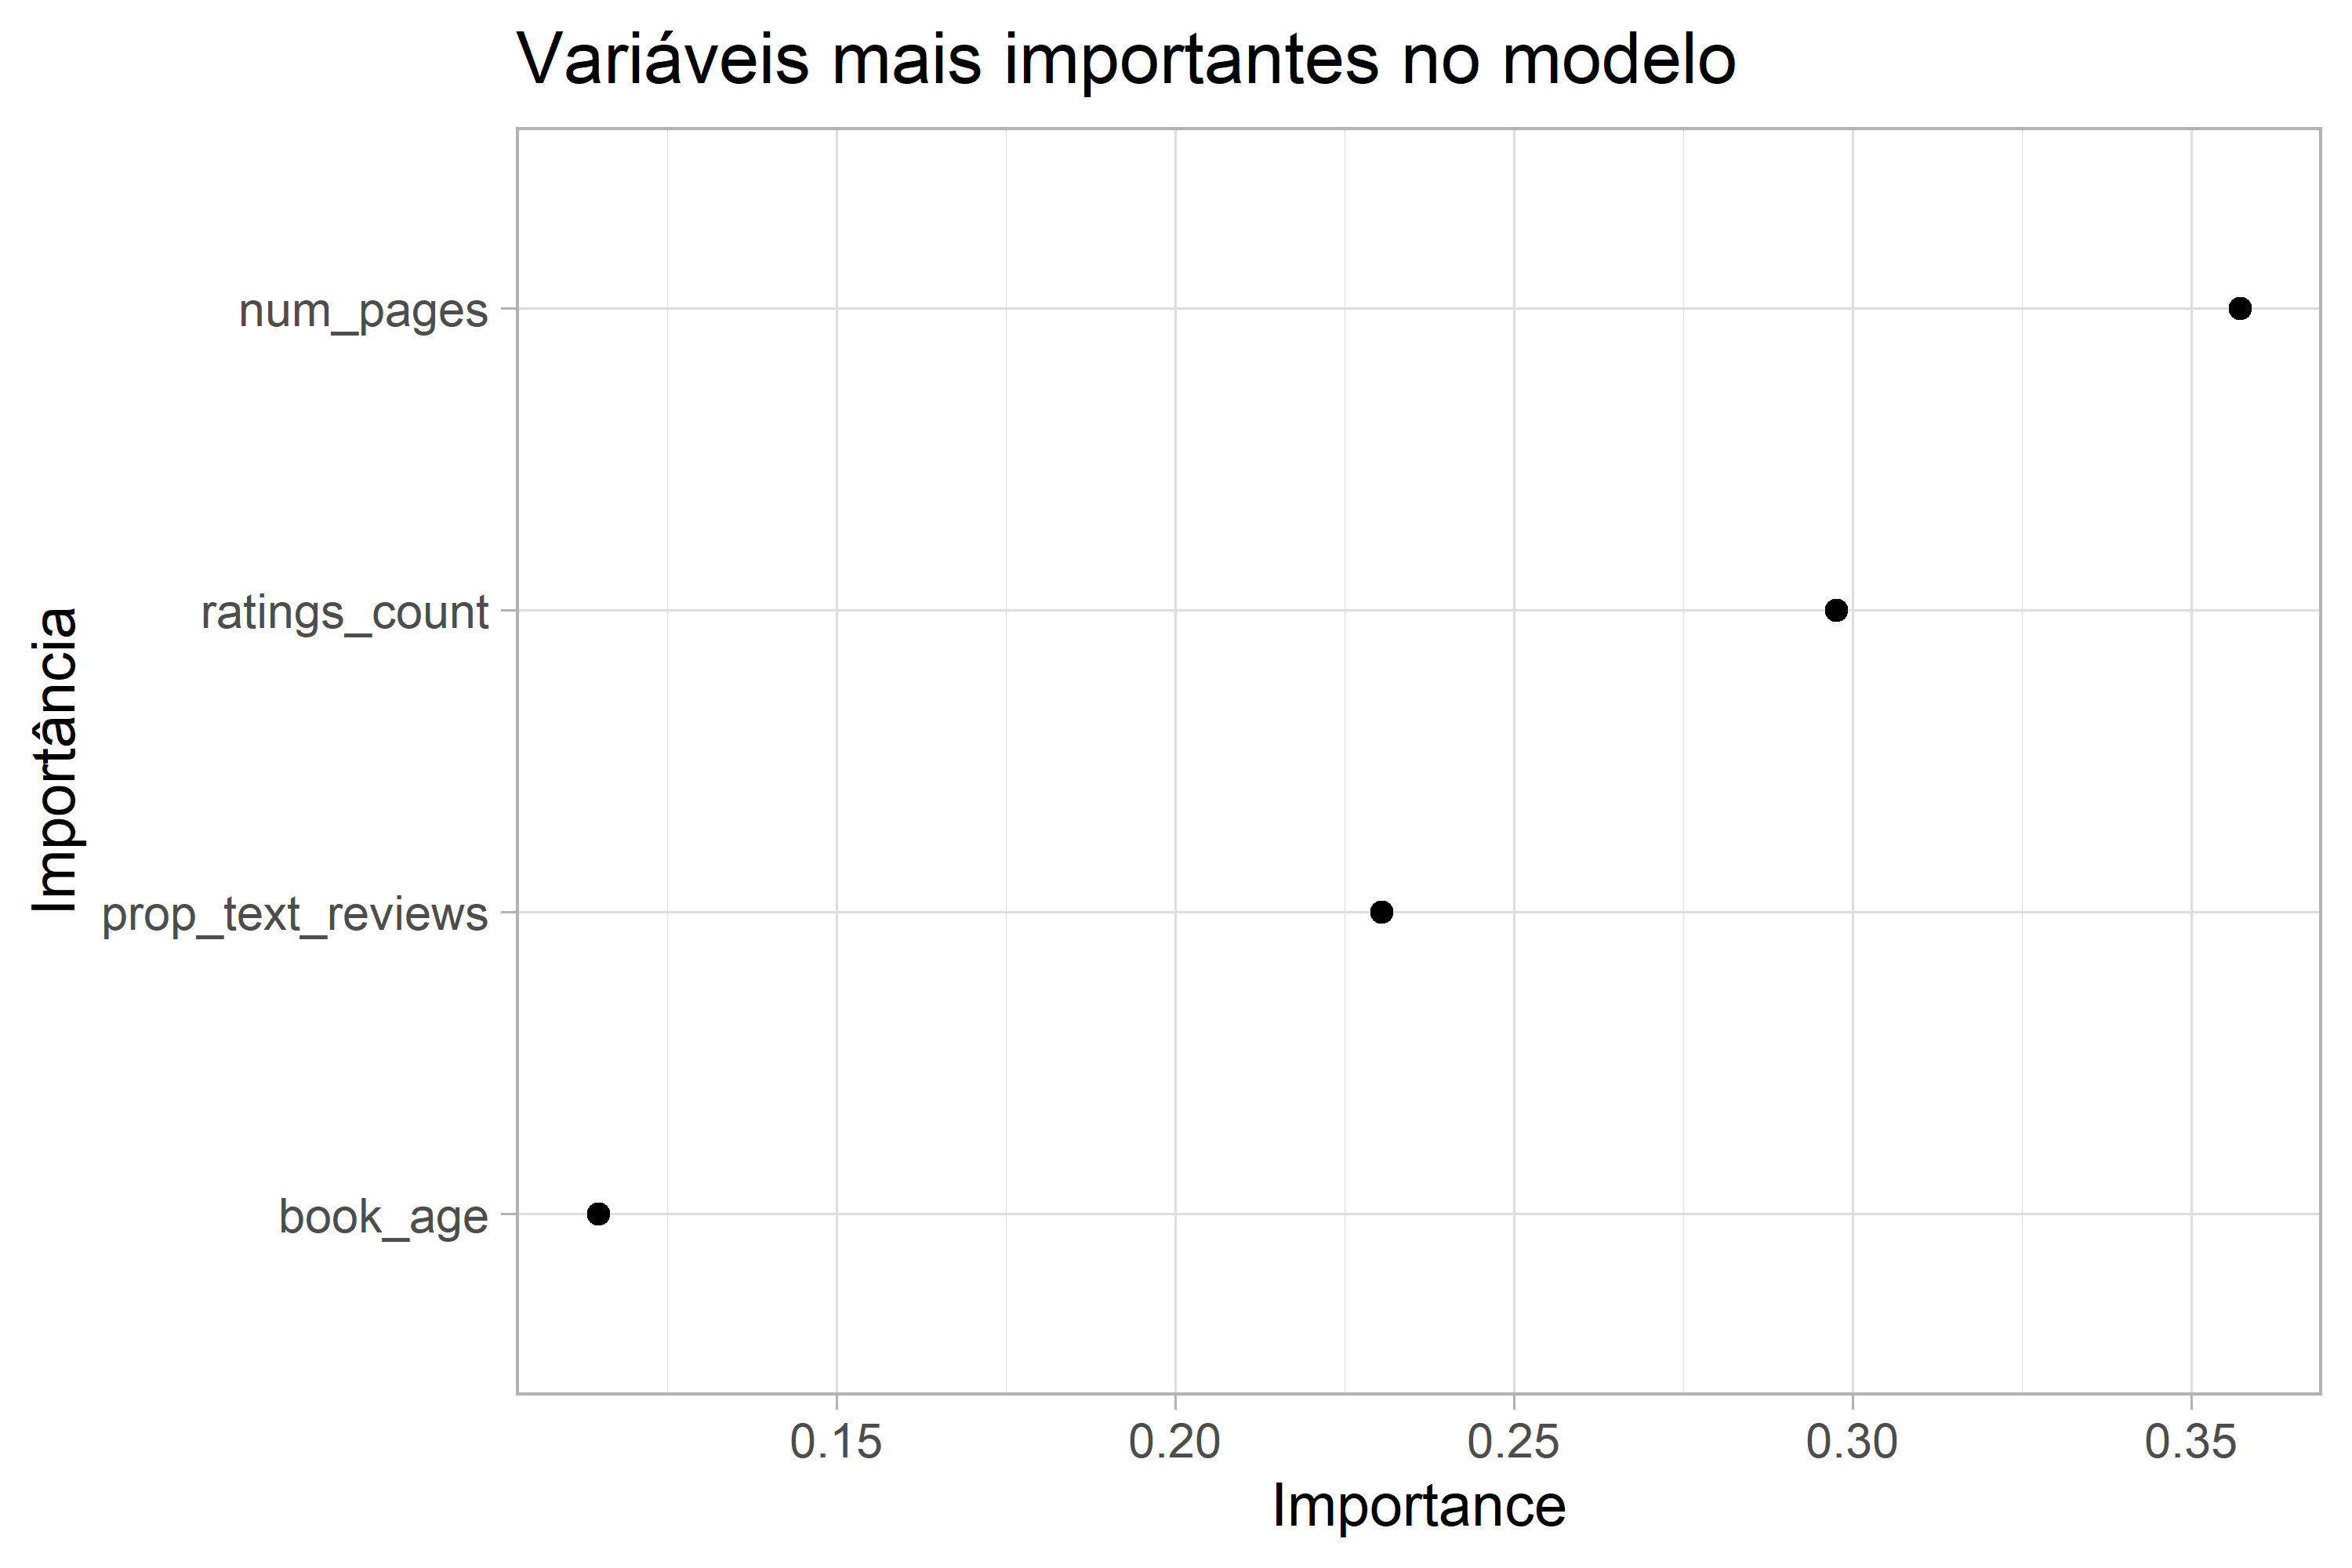 Variáveis mais importantes no modelo
Importância
num_pages
ratings_count
prop_text_reviews
book_age
0.15 0.20 0.25 0.30 0.35
Importance